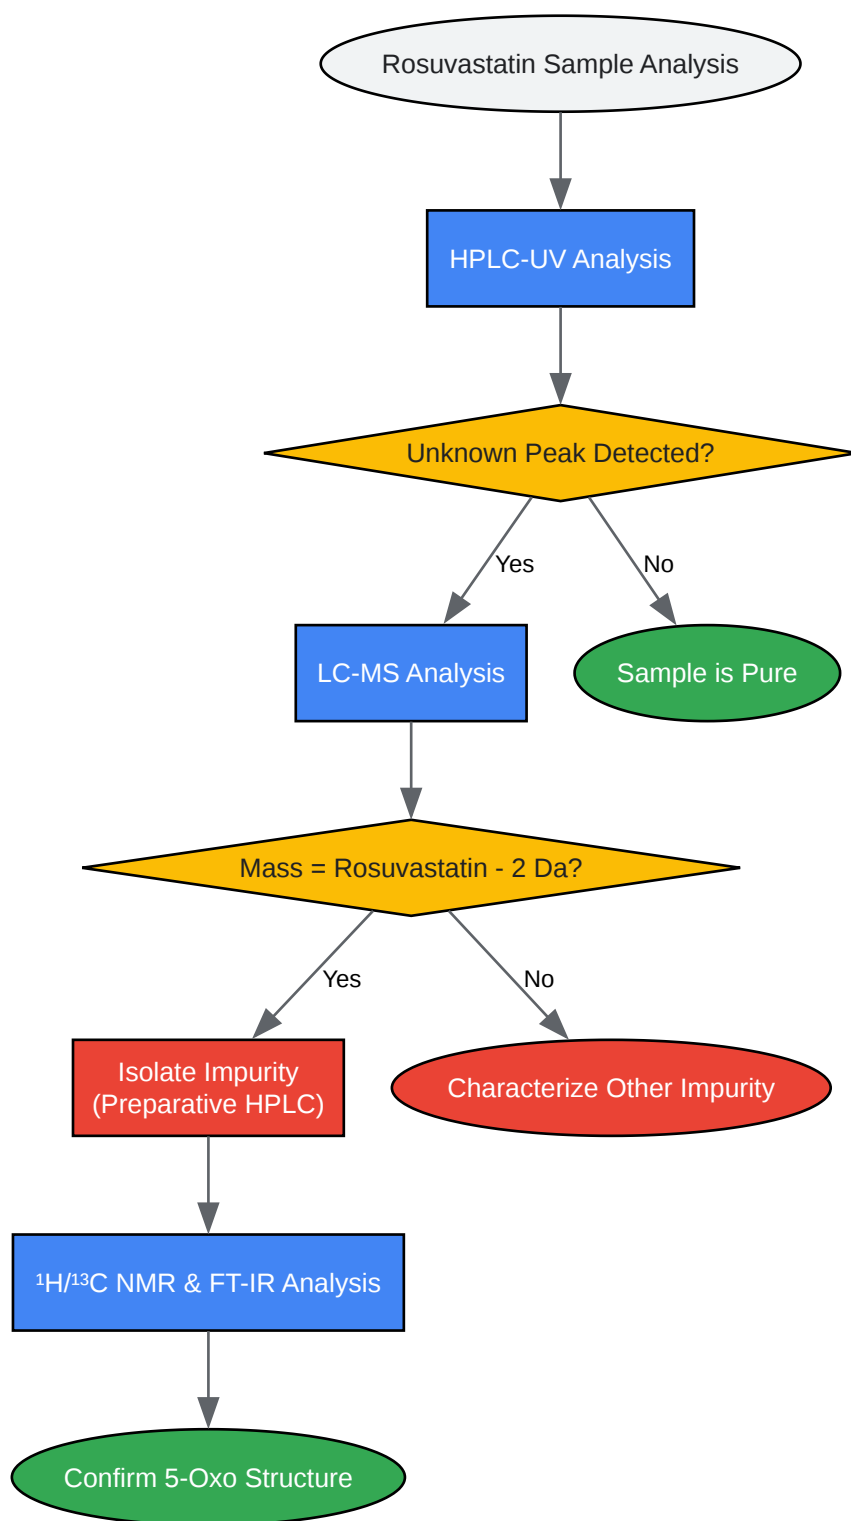 Rosuvastatin Sample Analysis
HPLC-UV Analysis
Unknown Peak Detected?
Yes
No
LC-MS Analysis
Sample is Pure
Mass = Rosuvastatin - 2 Da?
Yes
No
Isolate Impurity
(Preparative HPLC)
Characterize Other Impurity
¹H/¹³C NMR & FT-IR Analysis
Confirm 5-Oxo Structure